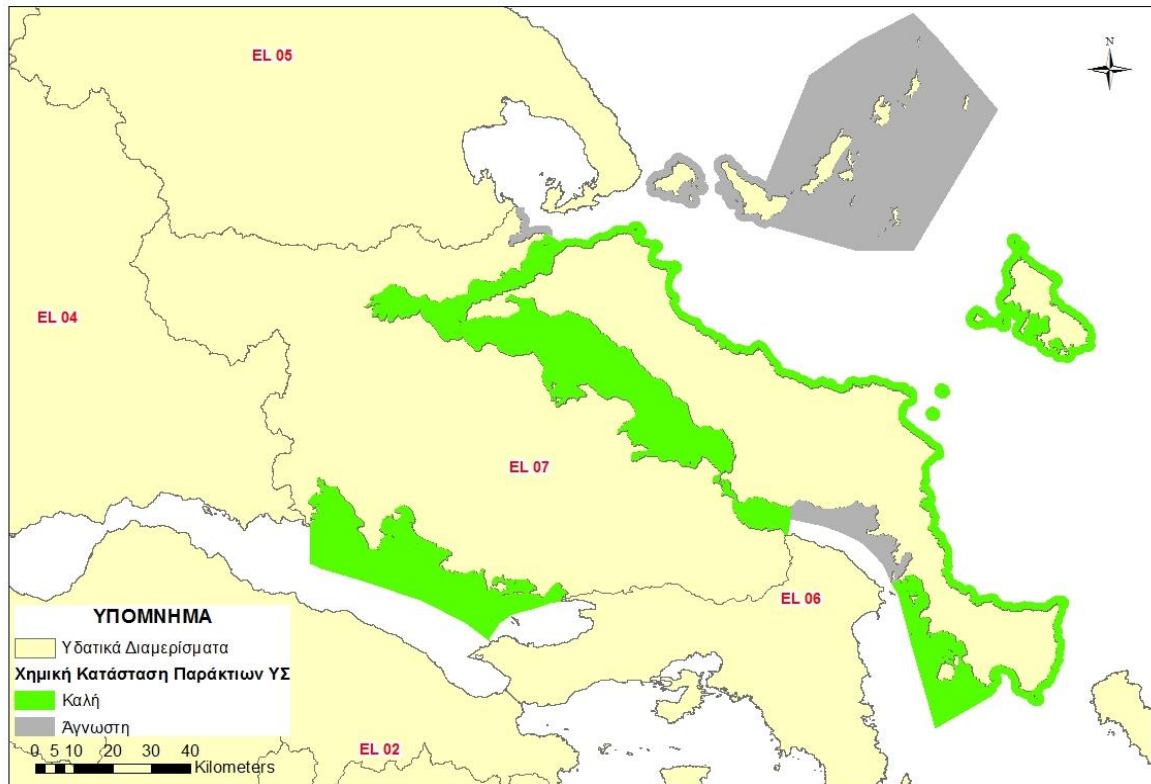 EL 05
N
EL 04
EL 07
EL 06
ΥΠΟΜΝΗΜΑ
Υδατικά Διαμερίσματα
Χημική Κατάσταση Παράκτιων ΥΣ
Καλή
Άγνωστη
0 5 10 20 30 40
Kilometers
EL 02